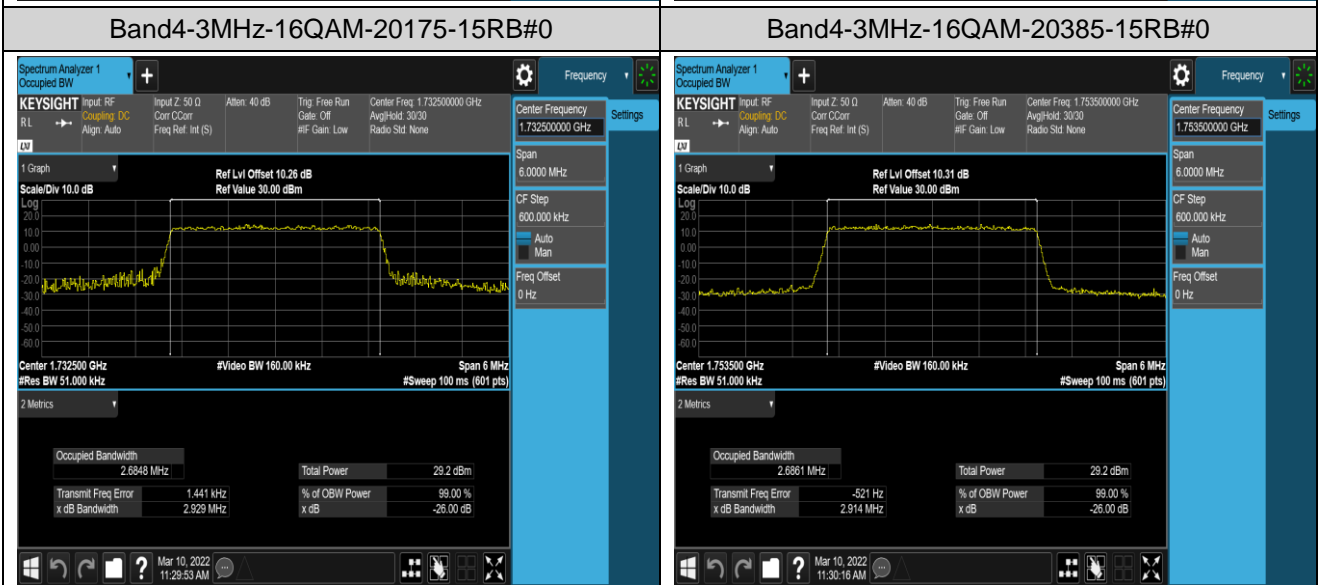 Band4-3MHz-16QAM-20175-15RB#0
Spectrum Analyzer 1
Occupied BW
+
Frequency
KEYSIGHT
RL
LXI
Input: RF
Coupling: DC
Align: Auto
Input Z: 50 Ω
Corr CCorr
Freq Ref: Int (S)
Atten: 40 dB
Trig: Free Run
Gate: Off
#IF Gain: Low
Center Freq: 1.732500000 GHz
Avg|Hold: 30/30
Radio Std: None
Center Frequency
1.732500000 GHz
Settings
Span
6.0000 MHz
CF Step
600.000 kHz
Auto
Man
Freq Offset
0 Hz
1 Graph
Scale/Div 10.0 dB
Ref Lvl Offset 10.26 dB
Ref Value 30.00 dBm
Log
20.0
10.0
0.00
-10.0
-20.0
-30.0
-40.0
-50.0
-60.0
Center 1.732500 GHz
#Video BW 160.00 kHz
Span 6 MHz
#Res BW 51.000 kHz
#Sweep 100 ms (601 pts)
2 Metrics
Occupied Bandwidth
2.6848 MHz
Total Power 29.2 dBm
Transmit Freq Error 1.441 kHz
% of OBW Power 99.00 %
x dB Bandwidth 2.929 MHz
x dB -26.00 dB
?
Mar 10, 2022
11:29:53 AM
Band4-3MHz-16QAM-20385-15RB#0
Spectrum Analyzer 1
Occupied BW
+
Frequency
KEYSIGHT
RL
LXI
Input: RF
Coupling: DC
Align: Auto
Input Z: 50 Ω
Corr CCorr
Freq Ref: Int (S)
Atten: 40 dB
Trig: Free Run
Gate: Off
#IF Gain: Low
Center Freq: 1.753500000 GHz
Avg|Hold: 30/30
Radio Std: None
Center Frequency
1.753500000 GHz
Settings
Span
6.0000 MHz
CF Step
600.000 kHz
Auto
Man
Freq Offset
0 Hz
1 Graph
Scale/Div 10.0 dB
Ref Lvl Offset 10.31 dB
Ref Value 30.00 dBm
Log
20.0
10.0
0.00
-10.0
-20.0
-30.0
-40.0
-50.0
-60.0
Center 1.753500 GHz
#Video BW 160.00 kHz
Span 6 MHz
#Res BW 51.000 kHz
#Sweep 100 ms (601 pts)
2 Metrics
Occupied Bandwidth
2.6861 MHz
Total Power 29.2 dBm
Transmit Freq Error -521 Hz
% of OBW Power 99.00 %
x dB Bandwidth 2.914 MHz
x dB -26.00 dB
?
Mar 10, 2022
11:30:16 AM